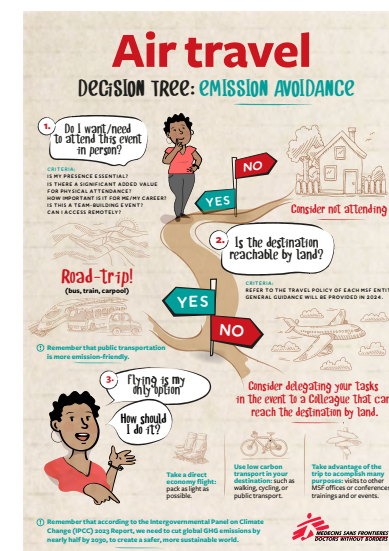 Air travel
DECISION TREE: EMISSION AVOIDANCE
1.
Do I want/need
to attend this event
in person?
CRITERIA:
IS MY PRESENCE ESSENTIAL?
IS THERE A SIGNIFICANT ADDED VALUE
FOR PHYSICAL ATTENDANCE?
HOW IMPORTANT IS IT FOR ME/MY CAREER?
IS THIS A TEAM-BUILDING EVENT?
CAN I ACCESS REMOTELY?
NO
YES
Consider not attending
2.
Is the destination
reachable by land?
CRITERIA:
REFER TO THE TRAVEL POLICY OF EACH MSF ENTIT
GENERAL GUIDANCE WILL BE PROVIDED IN 2024.
Road-trip!
(bus, train, carpool)
YES
NO
Remember that public transportation
is more emission-friendly.
3.
Flying is my
only option
How should
I do it?
Consider delegating your tasks
in the event to a Colleague that can
reach the destination by land.
Take a direct
economy flight:
pack as light as
possible.
Use low carbon
transport in your
destination: such as
walking, cycling, or
public transport.
Take advantage of the
trip to accomplish many
purposes: visits to other
MSF offices or conferences
trainings and or events.
Remember that according to the Intergovernmental Panel on Climate
Change (IPCC) 2023 Report, we need to cut global GHG emissions by
nearly half by 2030, to create a safer, more sustainable world.
MEDECINS SANS FRONTIERES
DOCTORS WITHOUT BORDERS